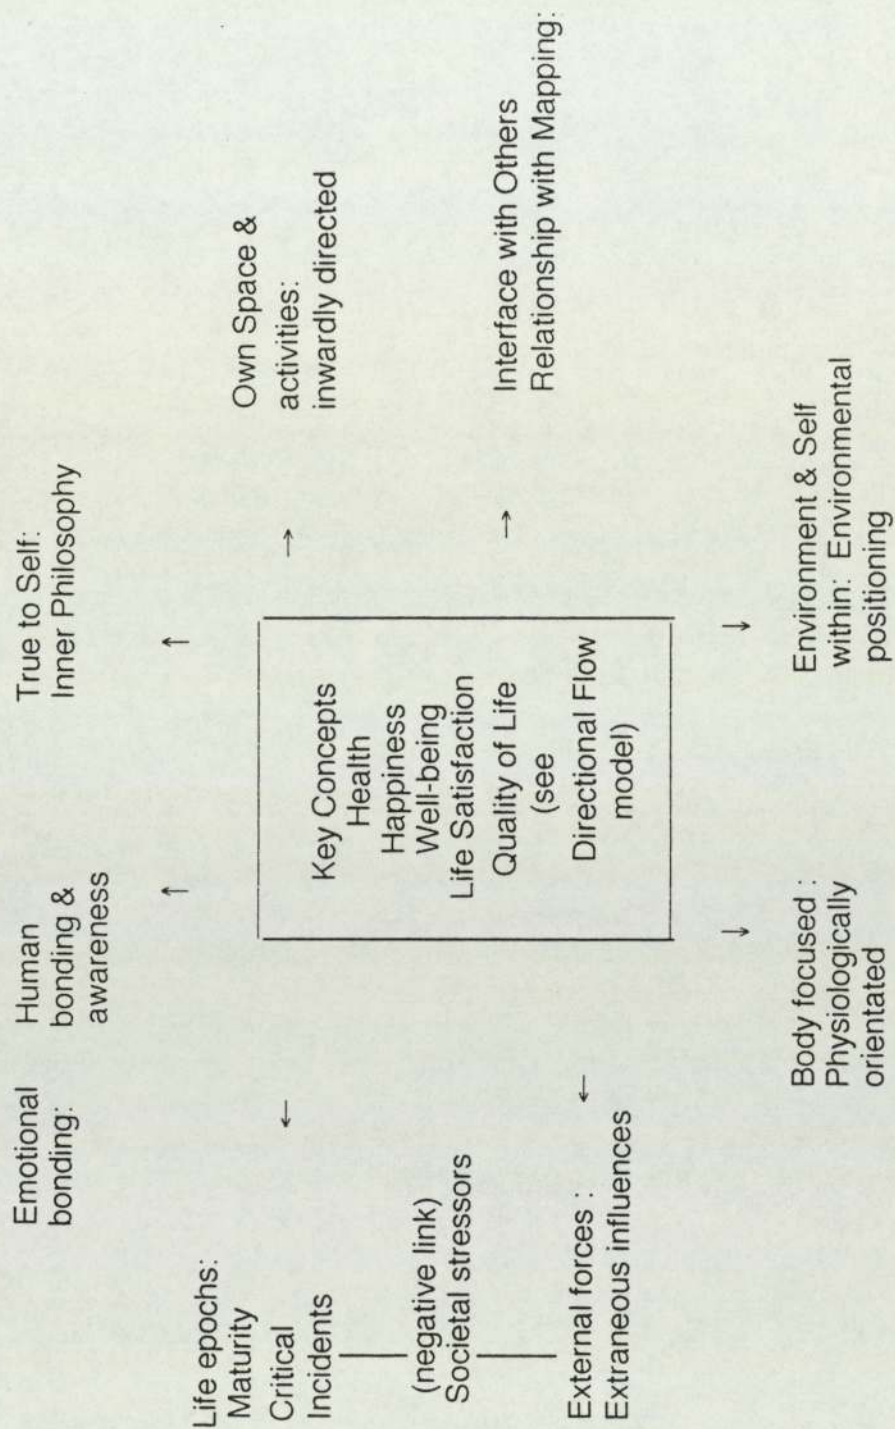 Emotional
bonding:
Human
bonding &
awareness
True to Self:
Inner Philosophy
Life epochs:
Maturity
Critical
Incidents
(negative link)
Societal stressors
External forces :
Extraneous influences
←
←
↑
↑
Key Concepts
Health
Happiness
Well-being
Life Satisfaction
Quality of Life
(see
Directional Flow
model)
→
→
↓
↓
Own Space &
activities:
inwardly directed
Interface with Others
Relationship with Mapping:
Body focused :
Physiologically
orientated
Environment & Self
within: Environmental
positioning